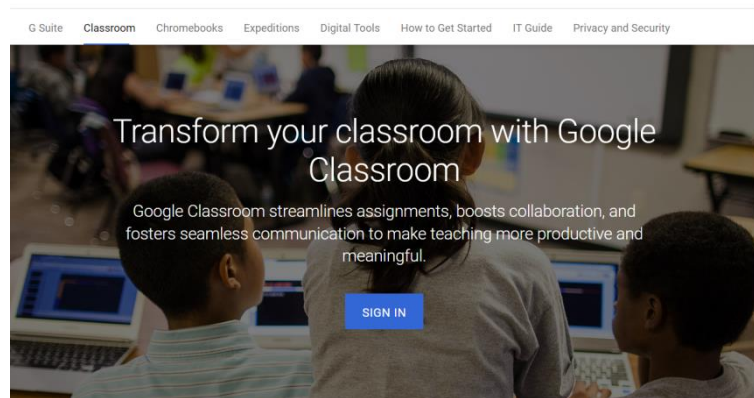 G Suite Classroom Chromebooks Expeditions Digital Tools How to Get Started IT Guide Privacy and Security
Transform your classroom with Google
Classroom
Google Classroom streamlines assignments, boosts collaboration, and
fosters seamless communication to make teaching more productive and
meaningful.
SIGN IN